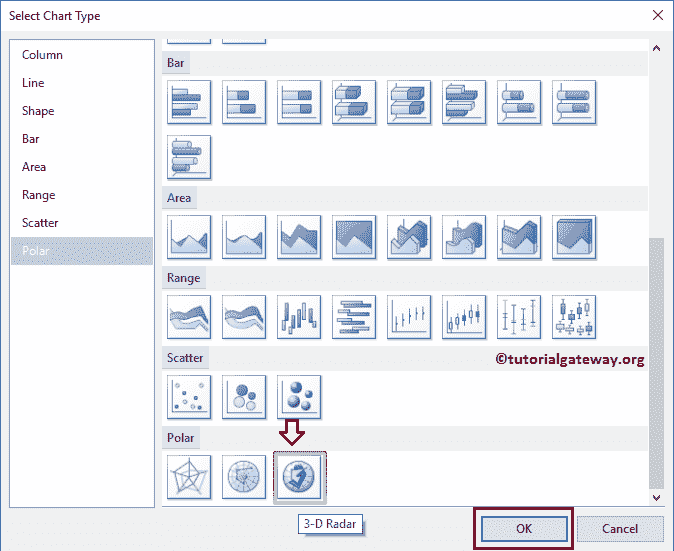 Select Chart Type
Column
Line
Shape
Bar
Area
Range
Scatter
Polar
Bar
Area
Range
©tutorialgateway.org
Scatter
Polar
3-D Radar
OK
Cancel